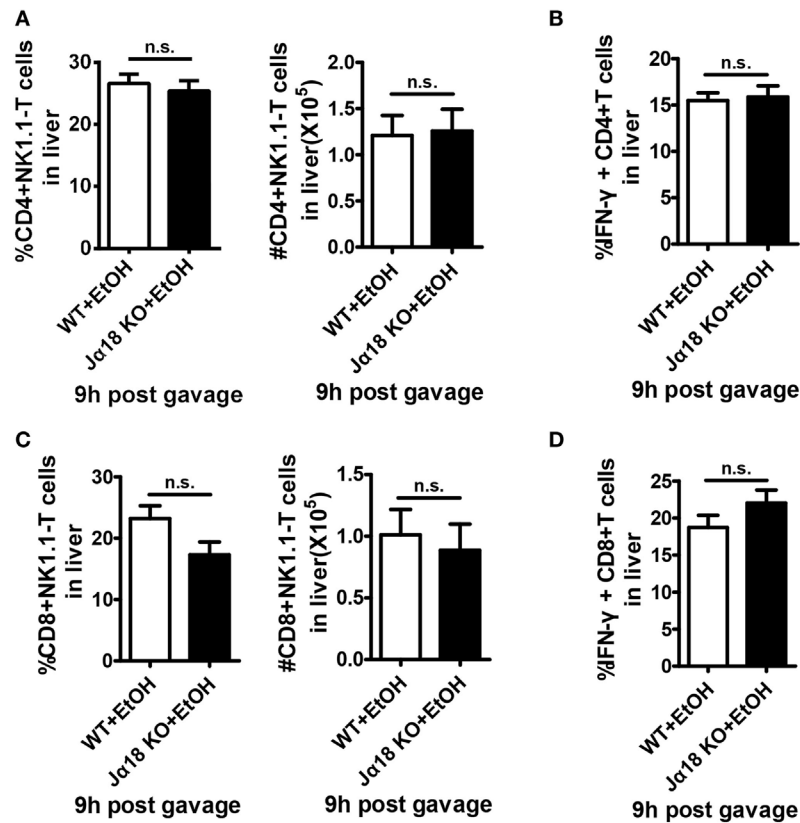 A
%CD4+NK1.1-T cells
in liver
30
20
10
0
n.s.
WT+EtOH
Jα18 KO+EtOH
9h post gavage
#CD4+NK1.1-T cells
in liver(X10⁵)
2.0
1.5
1.0
0.5
0.0
n.s.
WT+EtOH
Jα18 KO+EtOH
9h post gavage
B
%IFN-γ + CD4+T cells
in liver
20
15
10
5
0
n.s.
WT+EtOH
Jα18 KO+EtOH
9h post gavage
C
%CD8+NK1.1-T cells
in liver
30
20
10
0
n.s.
WT+EtOH
Jα18 KO+EtOH
9h post gavage
#CD8+NK1.1-T cells
in liver(X10⁵)
1.5
1.0
0.5
0.0
n.s.
WT+EtOH
Jα18 KO+EtOH
9h post gavage
D
%IFN-γ + CD8+T cells
in liver
25
20
15
10
5
0
n.s.
WT+EtOH
Jα18 KO+EtOH
9h post gavage